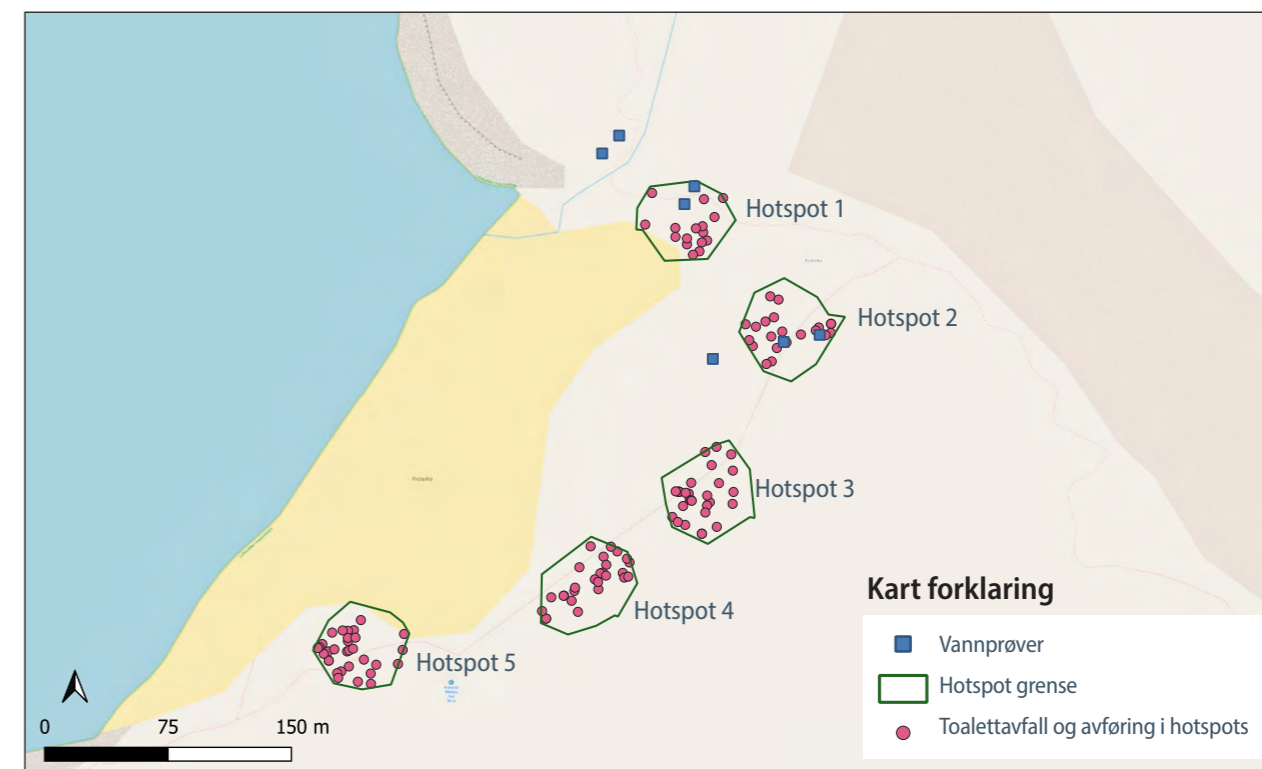 Hotspot 1
Hotspot 2
Hotspot 3
Hotspot 4
Hotspot 5
Kart forklaring
Vannprøver
Hotspot grense
Toalettavfall og avføring i hotspots
0 75 150 m